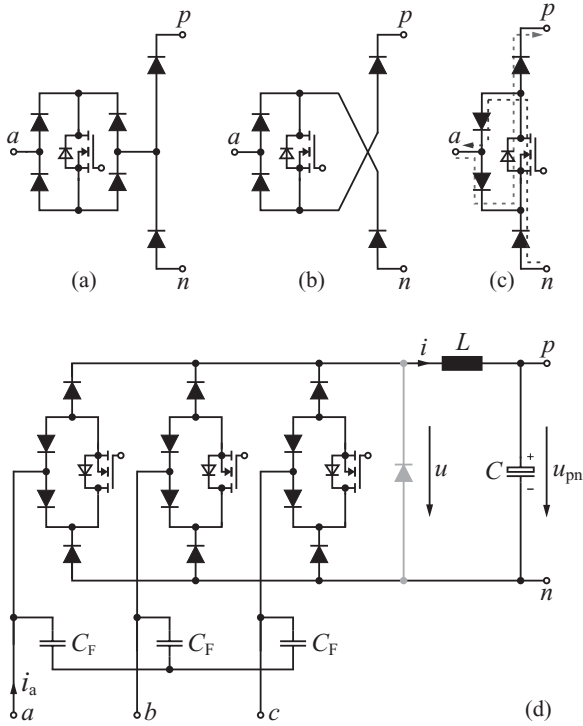 p p p
a a a
n n n
(a) (b) (c)
i L p
u C + − u_pn
n
C_F C_F C_F
i_a
a b c (d)